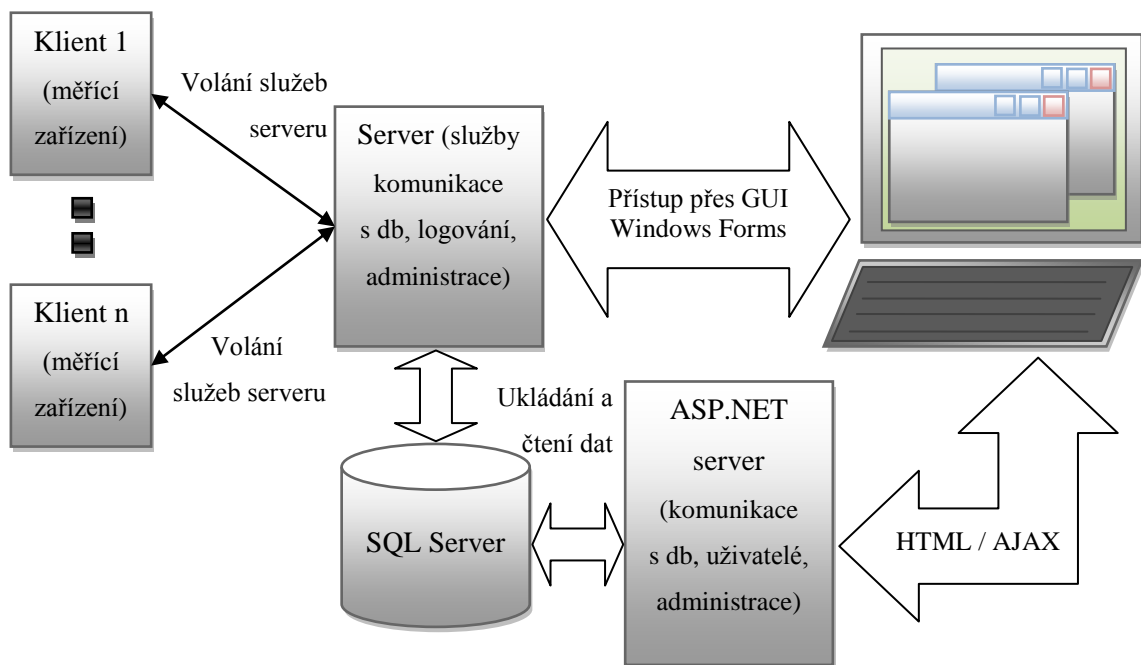 Klient 1
(měřící
zařízení)
Volání služeb
serveru
Server (služby
komunikace
s db, logování,
administrace)
Přístup přes GUI
Windows Forms
Klient n
(měřící
zařízení)
Volání
služeb serveru
Ukládání a
čtení dat
SQL Server
ASP.NET
server
(komunikace
s db, uživatelé,
administrace)
HTML / AJAX